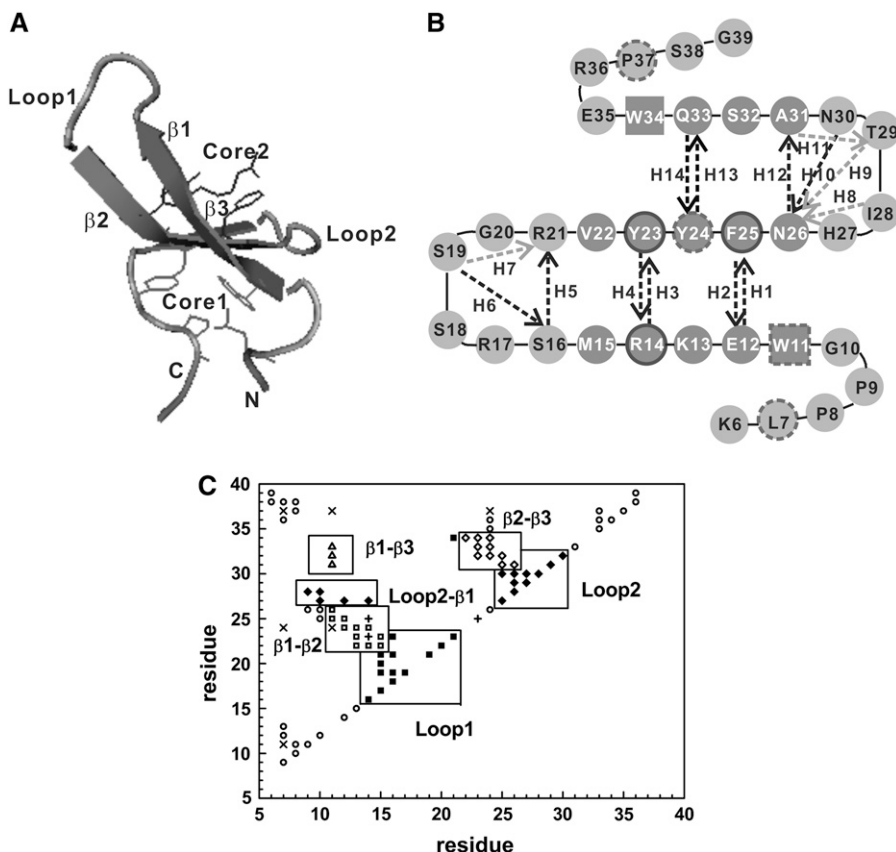 A
Loop1
β1
Core2
β2
β3
Loop2
Core1
C
N
B
R36 P37 S38 G39
E35 W34 Q33 S32 A31 N30 T29
H14 H13 H12 H11 H10 H9 H8
S19 G20 R21 V22 Y23 Y24 F25 N26 H27 I28
H7 H6 H5 H4 H3 H2 H1
S18 R17 S16 M15 R14 K13 E12 W11 G10
K6 L7 P8 P9
C
40
35
30
25
20
15
10
5
residue
β1-β3
β2-β3
Loop2-β1
Loop2
β1-β2
Loop1
5 10 15 20 25 30 35 40
residue